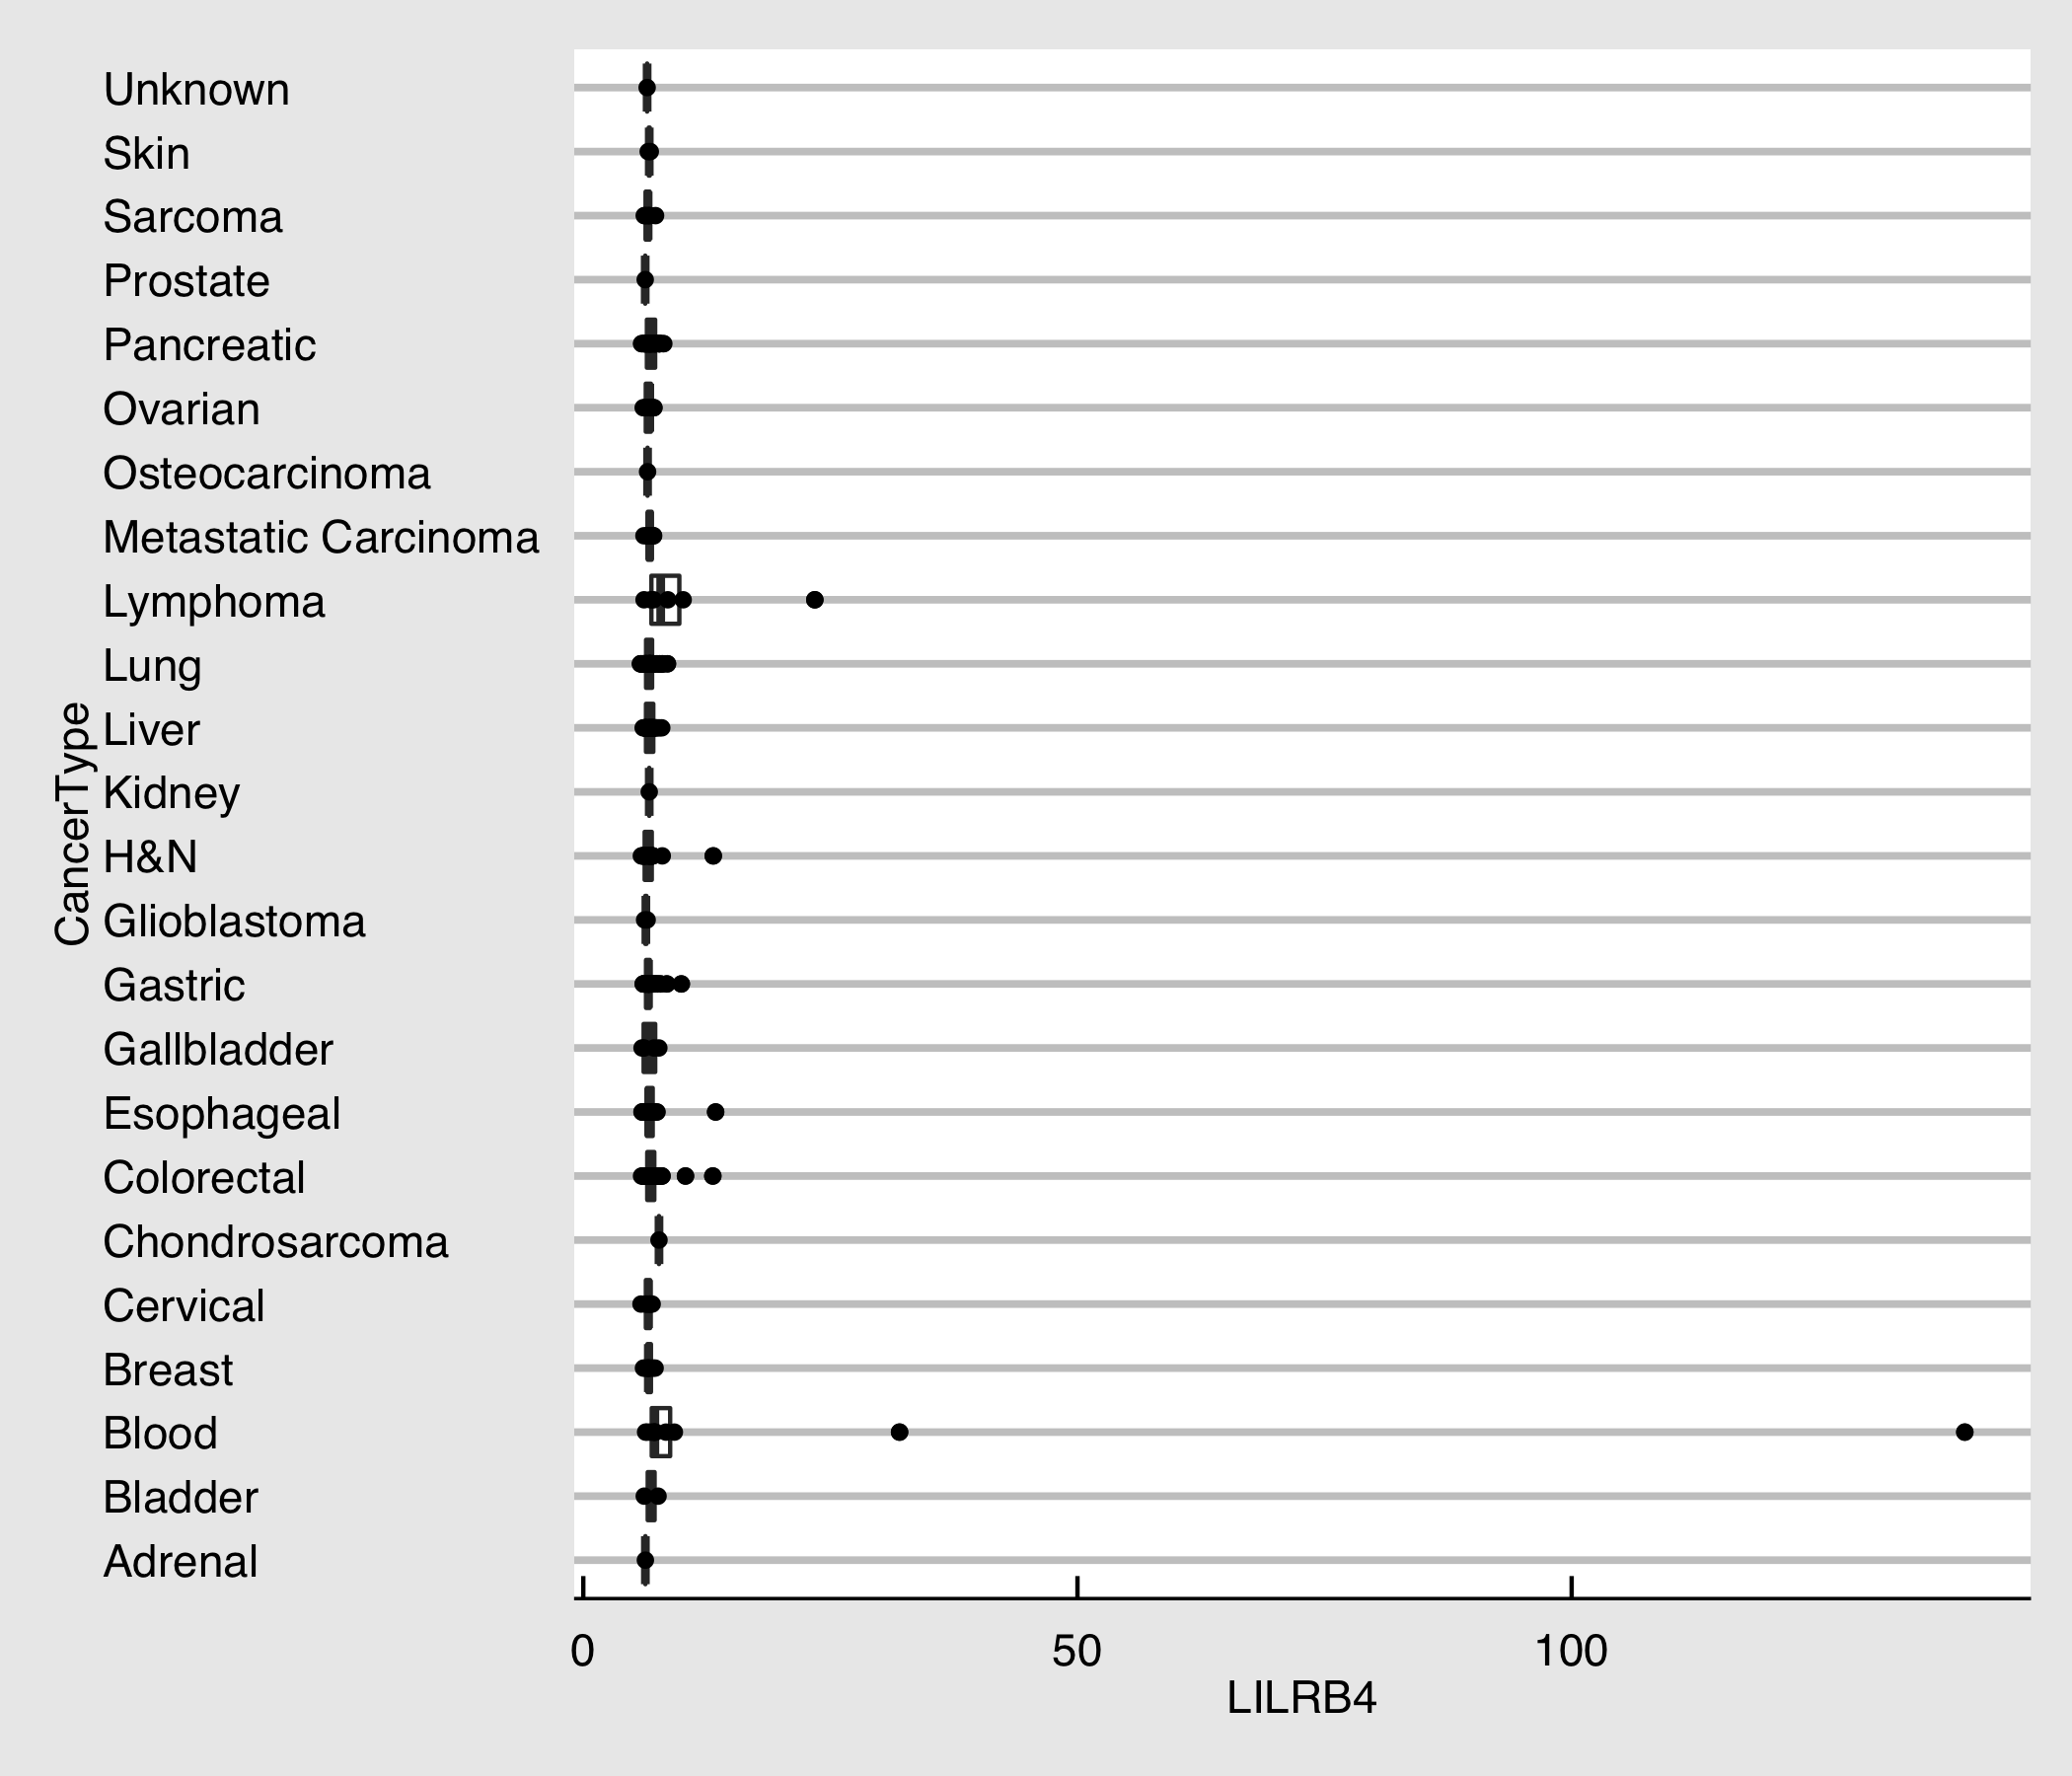 Unknown
Skin
Sarcoma
Prostate
Pancreatic
Ovarian
Osteocarcinoma
Metastatic Carcinoma
Lymphoma
Lung
Liver
Kidney
H&N
Glioblastoma
Gastric
Gallbladder
Esophageal
Colorectal
Chondrosarcoma
Cervical
Breast
Blood
Bladder
Adrenal
CancerType
0 50 100
LILRB4